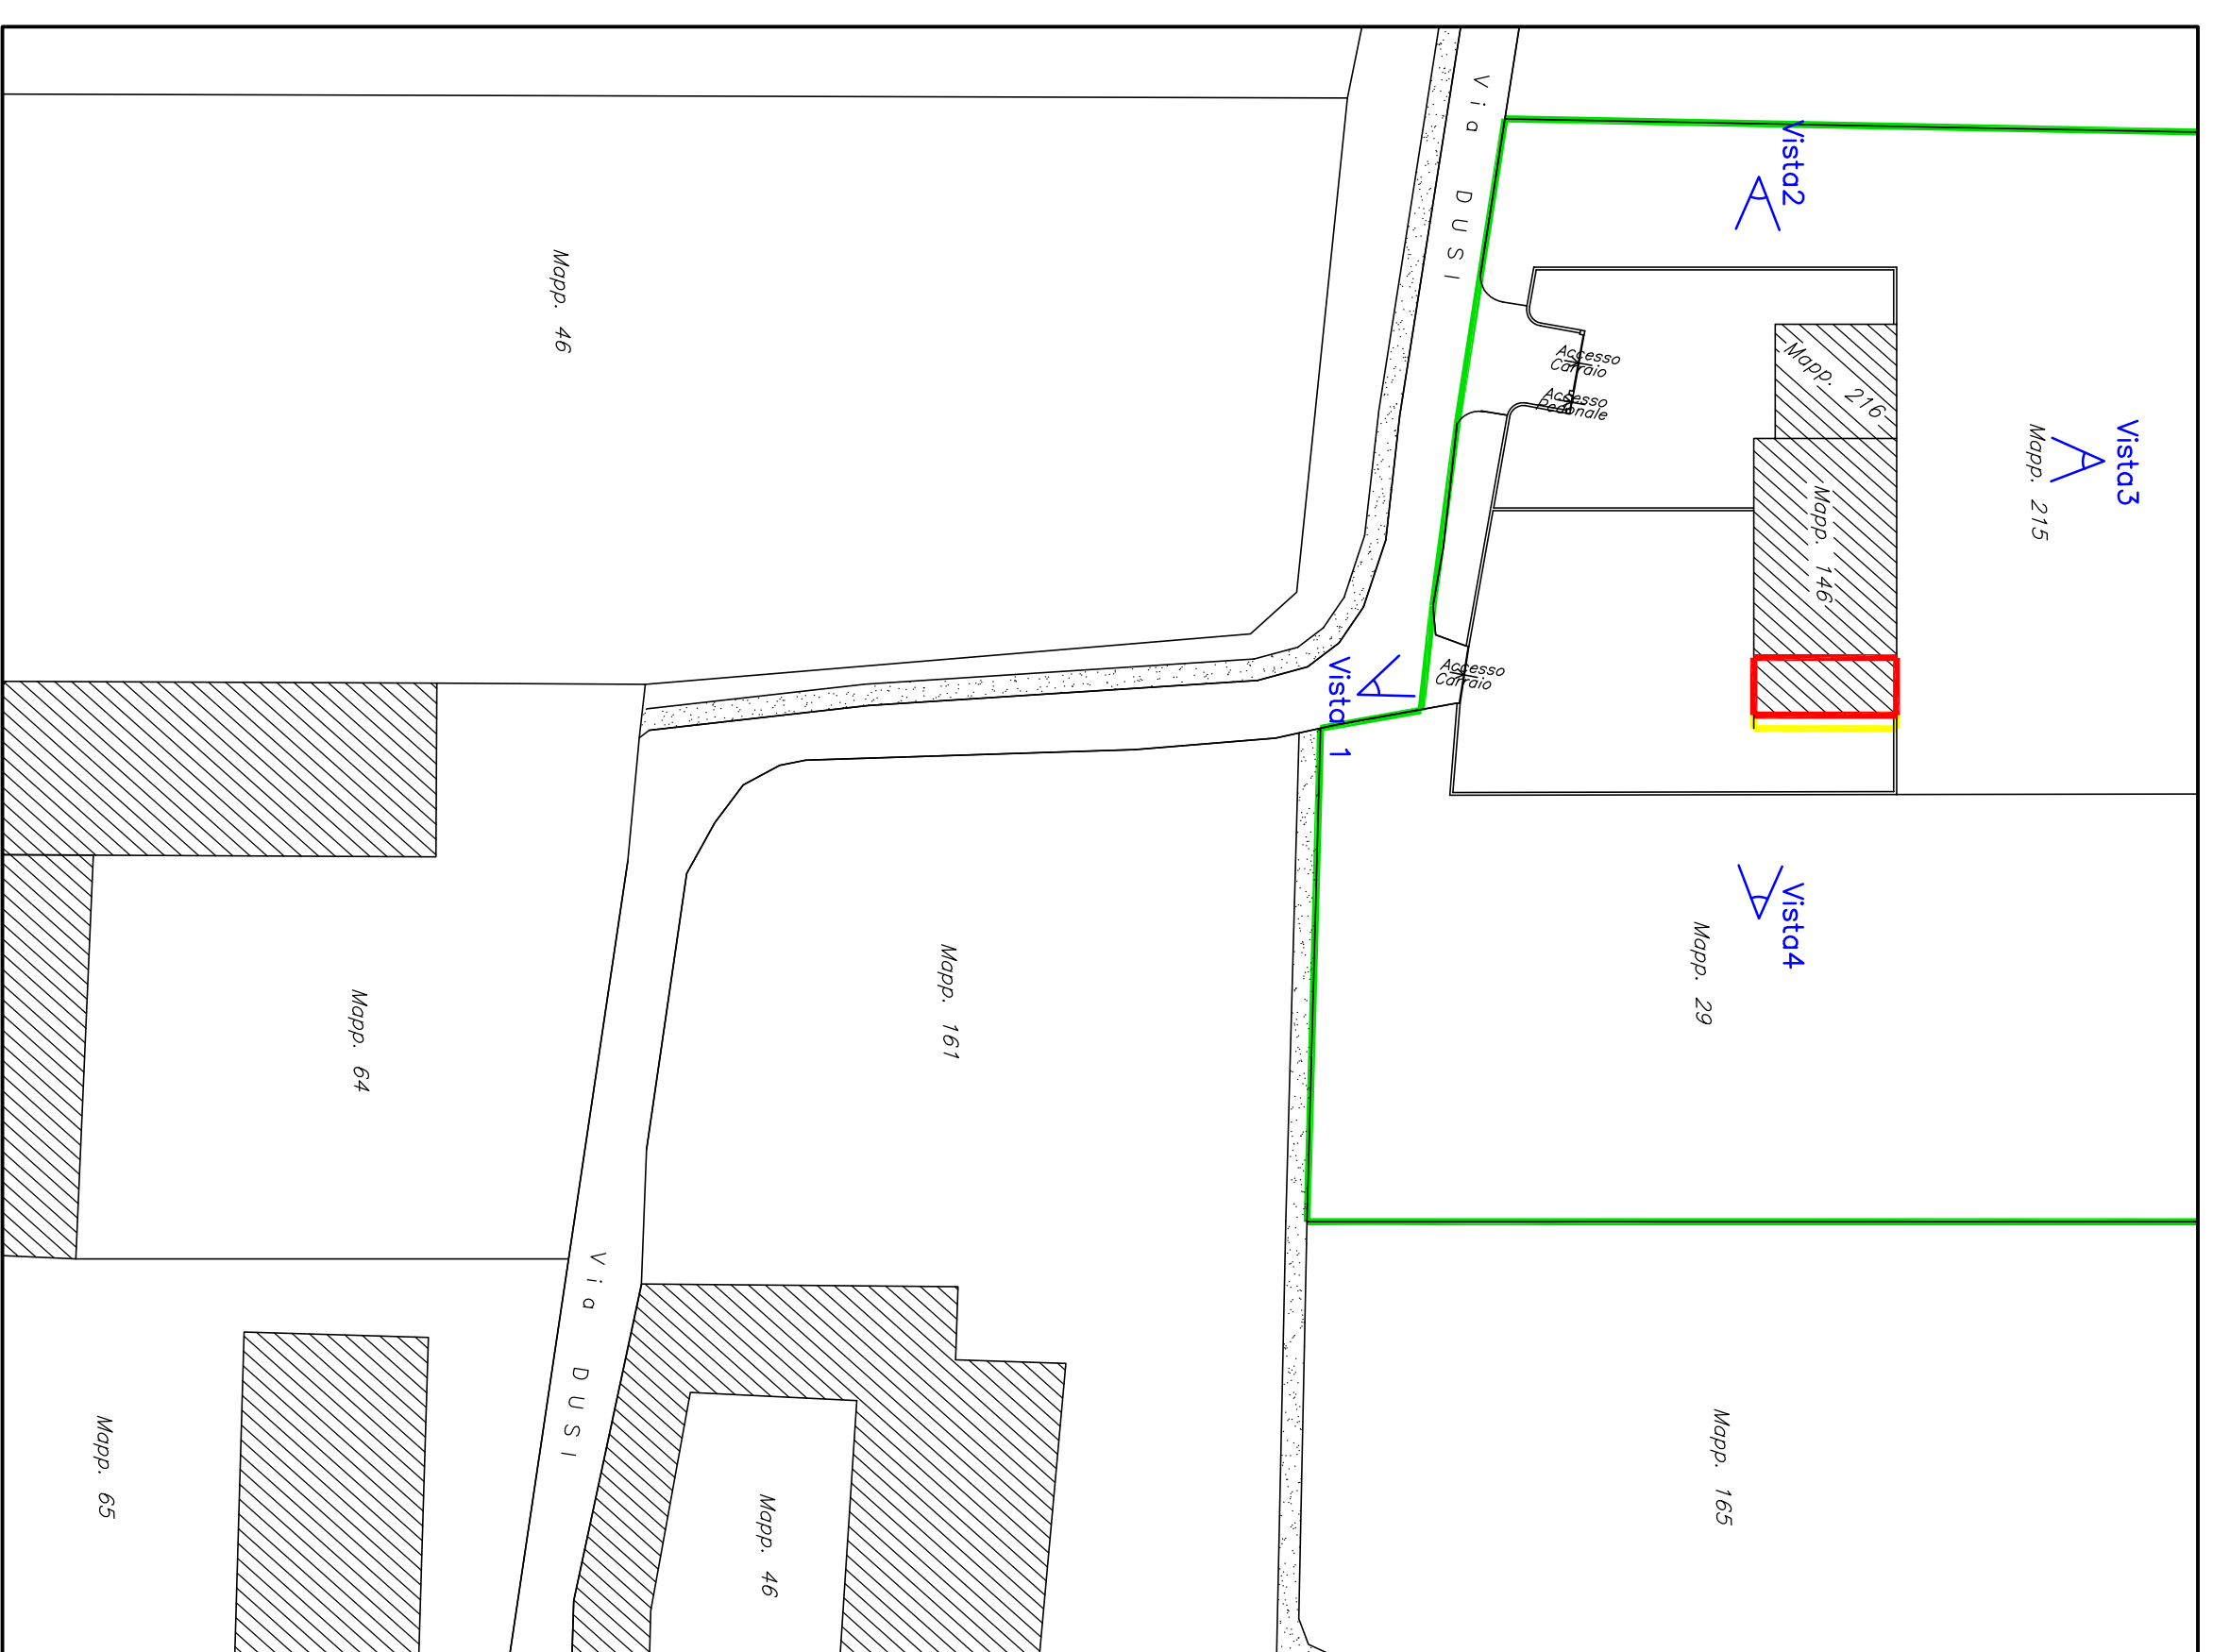 Via DUSI
Vista2
Mapp. 46
Accesso
Carraio
Accesso
Pedonale
Mapp. 216
Mapp. 146
Mapp. 215
Vista3
Accesso
Carraio
Vista 1
Vista4
Mapp. 29
Mapp. 161
Mapp. 64
Via DUSI
Mapp. 165
Mapp. 65
Mapp. 46